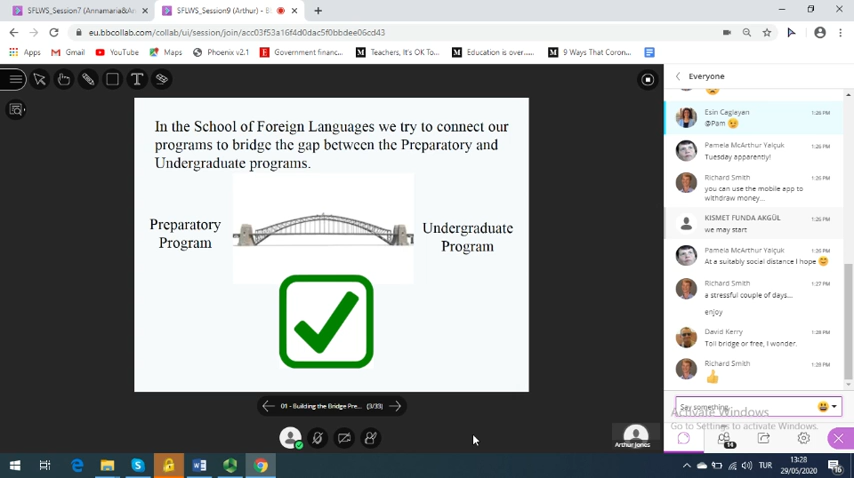 SFLWS_Session7 (Annamaria&An
SFLWS_Session9 (Arthur)
eu.bbcollab.com/collab/ui/session/join/acc03f53a16f4d0dac5f0bbdee06cd43
Apps
Gmail
YouTube
Maps
Phoenix v2.1
Government financ...
Teachers, It's OK To...
Education is over.....
9 Ways That Coron...
Everyone
Esin Caglayan
1:26 PM
@Pam
Pamela McArthur Yalçuk
1:26 PM
Tuesday apparently!
Richard Smith
1:26 PM
you can use the mobile app to
withdraw money...
KISMET FUNDA AKGÜL
1:26 PM
we may start
Pamela McArthur Yalçuk
1:26 PM
At a suitably social distance I hope
Richard Smith
1:27 PM
a stressful couple of days...
enjoy
David Kerry
1:28 PM
Toll bridge or free, I wonder.
Richard Smith
1:28 PM
In the School of Foreign Languages we try to connect our
programs to bridge the gap between the Preparatory and
Undergraduate programs.
Preparatory
Program
Undergraduate
Program
01 - Building the Bridge Pre...
(3/33)
Arthur Jones
Say something
Activate Windows
Go to Settings to activate Windows.
14
TUR
13:28
29/05/2020